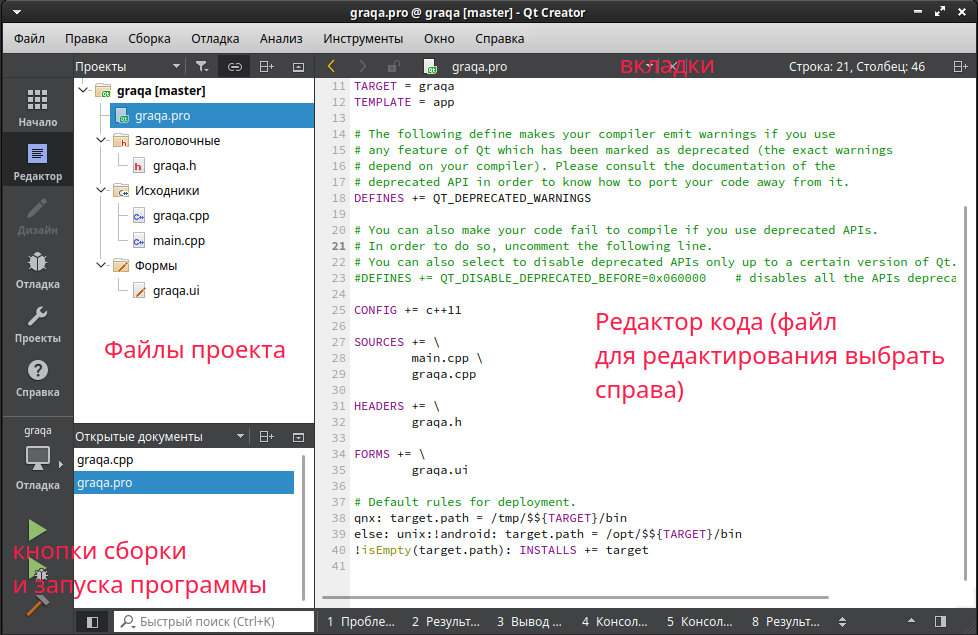 graqa.pro @ graqa [master] - Qt Creator
Файл Правка Сборка Отладка Анализ Инструменты Окно Справка
Проекты
graqa.pro
вкладки
Строка: 21, Столбец: 46
Начало
Редактор
Дизайн
Отладка
Проекты
Справка
graqa
Отладка
graqa [master]
graqa.pro
Заголовочные
graqa.h
Исходники
graqa.cpp
main.cpp
Формы
graqa.ui
Файлы проекта
Открытые документы
graqa.cpp
graqa.pro
кнопки сборки
и запуска программы
11 TARGET = graqa
12 TEMPLATE = app
13
14 # The following define makes your compiler emit warnings if you use
15 # any feature of Qt which has been marked as deprecated (the exact warnings
16 # depend on your compiler). Please consult the documentation of the
17 # deprecated API in order to know how to port your code away from it.
18 DEFINES += QT_DEPRECATED_WARNINGS
19
20 # You can also make your code fail to compile if you use deprecated APIs.
21 # In order to do so, uncomment the following line.
22 # You can also select to disable deprecated APIs only up to a certain version of Qt.
23 #DEFINES += QT_DISABLE_DEPRECATED_BEFORE=0x060000 # disables all the APIs depreca
24
25 CONFIG += c++11
26
27 SOURCES += \
28 main.cpp \
29 graqa.cpp
30
31 HEADERS += \
32 graqa.h
33
34 FORMS += \
35 graqa.ui
36
37 # Default rules for deployment.
38 qnx: target.path = /tmp/$${TARGET}/bin
39 else: unix:!android: target.path = /opt/$${TARGET}/bin
40 !isEmpty(target.path): INSTALLS += target
41
Редактор кода (файл
для редактирования выбрать
справа)
Быстрый поиск (Ctrl+K)
1 Пробле... 2 Результ... 3 Вывод ... 4 Консол... 5 Консол... 8 Результ...